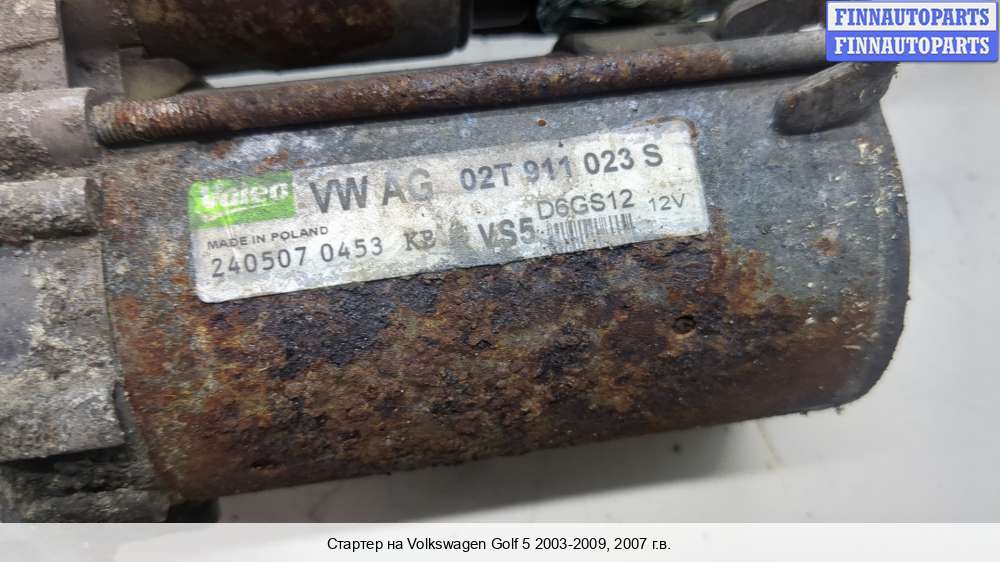 FINNAUTOPARTS
FINNAUTOPARTS
Valeo VW AG 02T 911 023 S
D6GS12 12V
MADE IN POLAND VS5
240507 0453
Стартер на Volkswagen Golf 5 2003-2009, 2007 г.в.